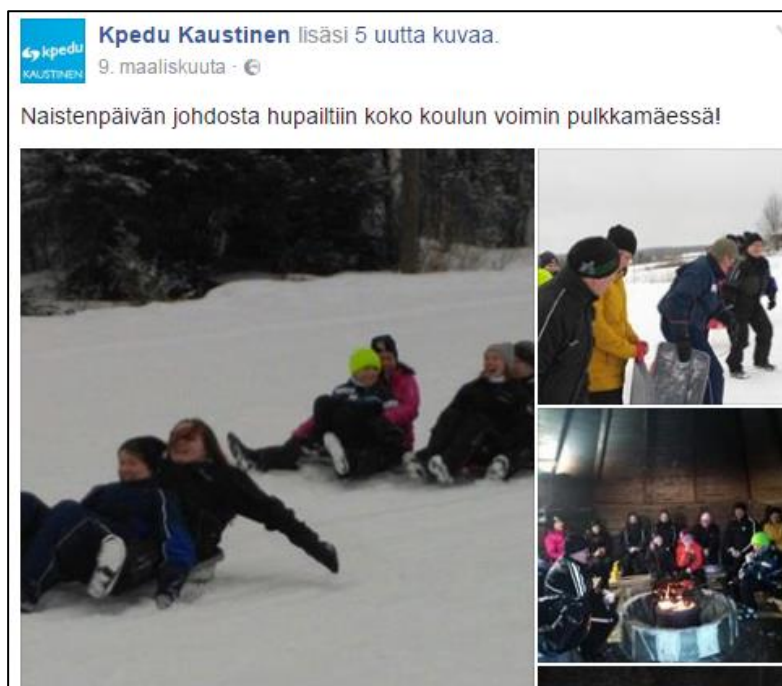 kpedu
KAUSTINEN
Kpedu Kaustinen lisäsi 5 uutta kuvaa.
9. maaliskuuta ·
Naistenpäivän johdosta hupailtiin koko koulun voimin pulkkamäessä!